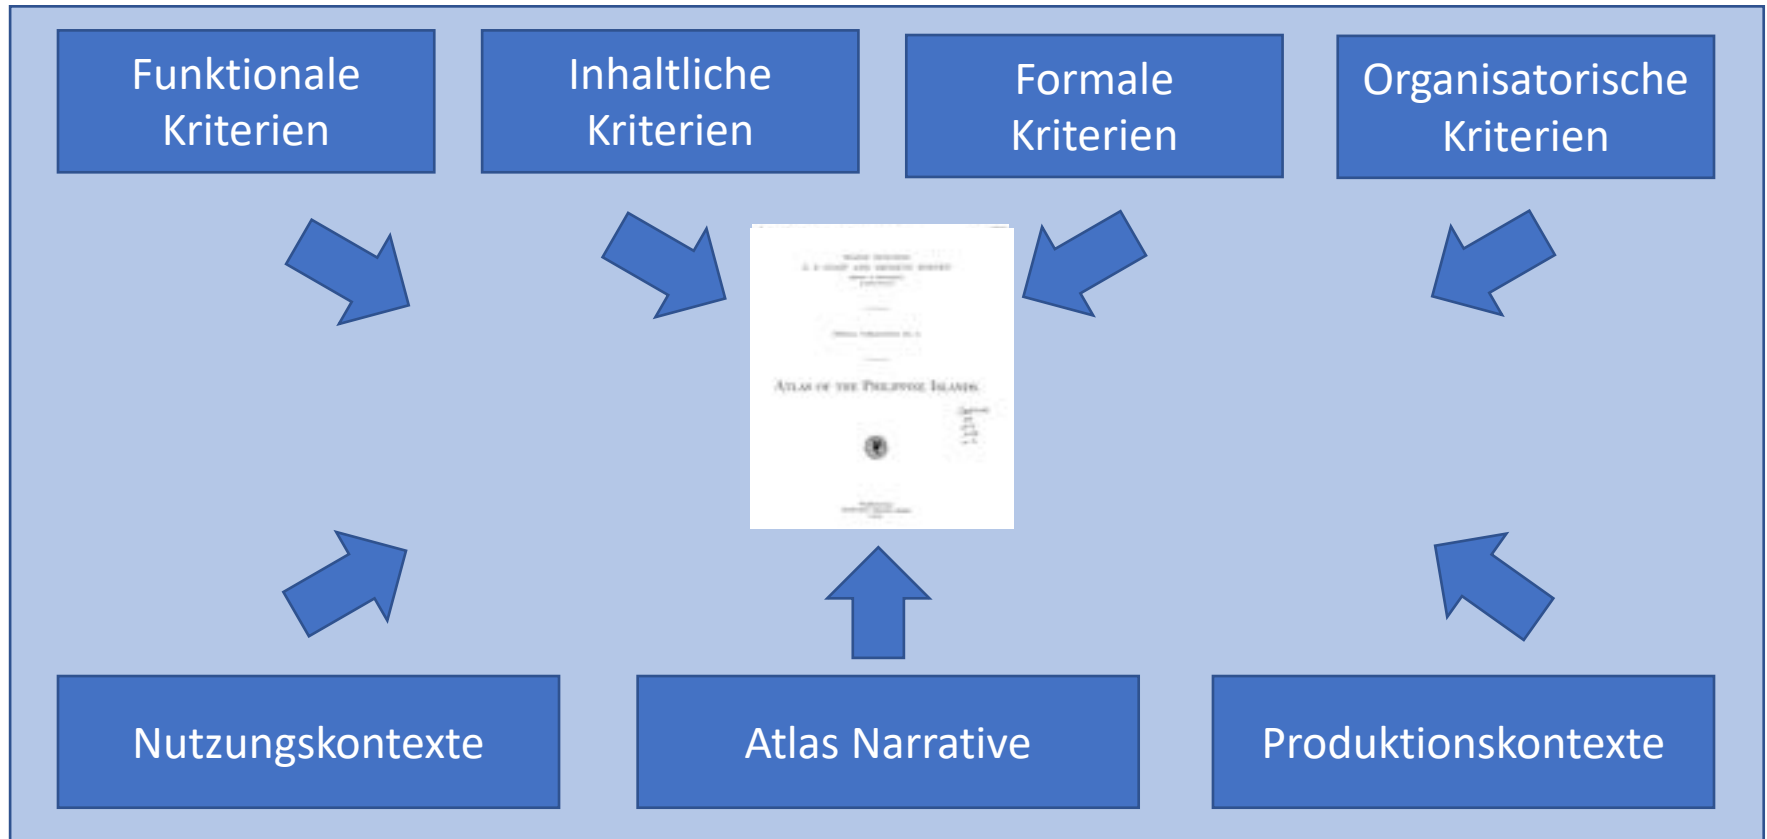 Funktionale
Kriterien
Inhaltliche
Kriterien
Formale
Kriterien
Organisatorische
Kriterien
ATLAS OF THE PHILIPPINE ISLANDS
Nutzungskontexte
Atlas Narrative
Produktionskontexte